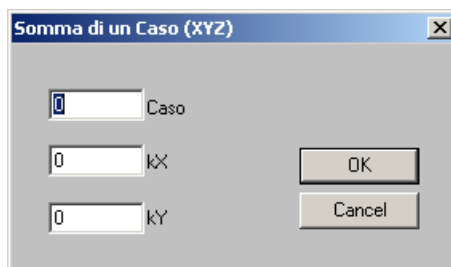 Somma di un Caso (XYZ)
0 Caso
0 kX
OK
0 kY
Cancel